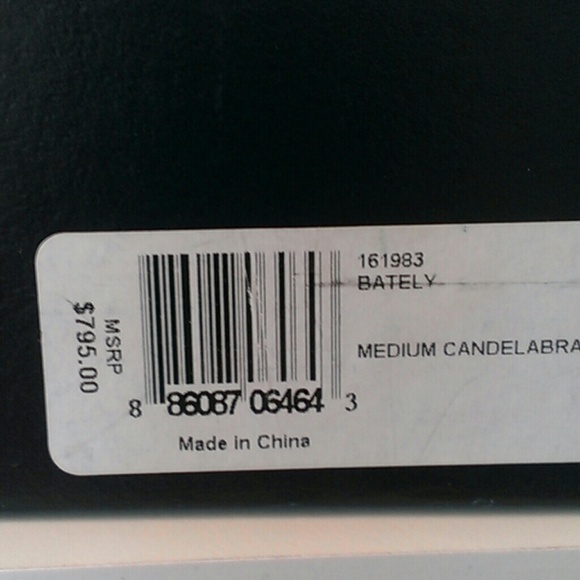 161983
BATELY
MEDIUM CANDELABRA
MSRP
$795.00
8 86087 06464 3
Made in China